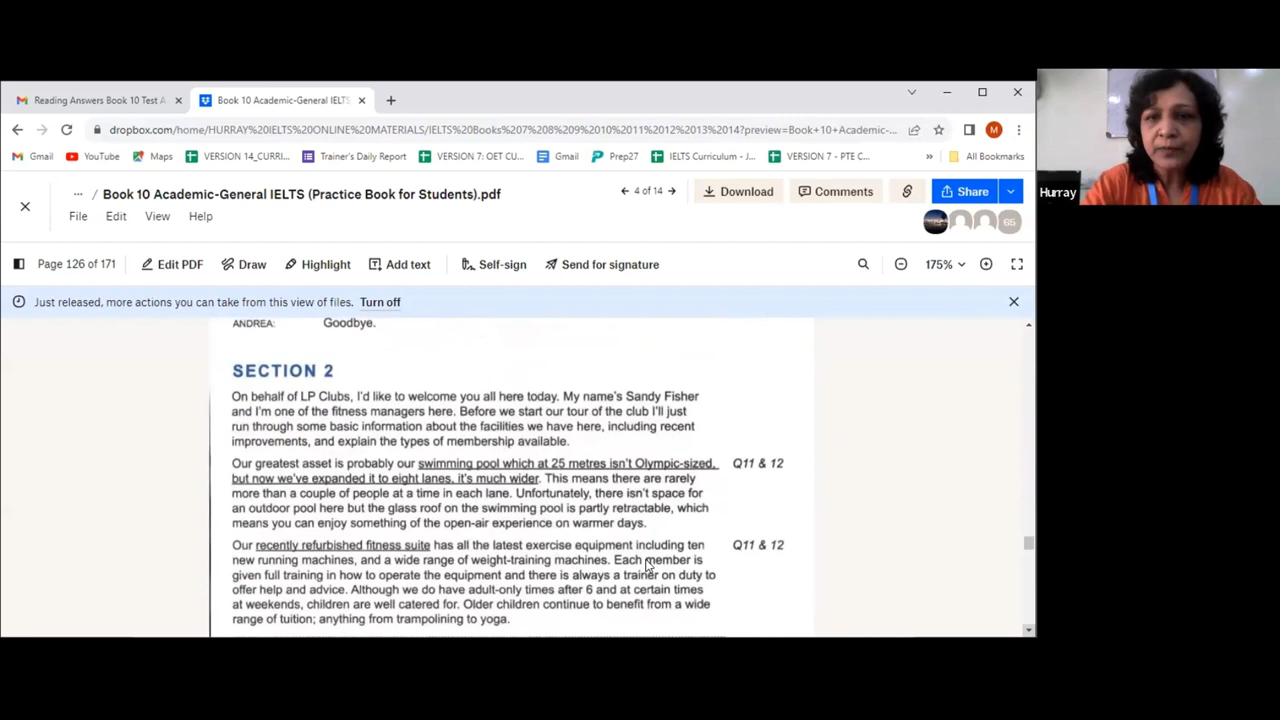 Reading Answers Book 10 Test A
Book 10 Academic-General IELTS
dropbox.com/home/HURRAY%20IELTS%20ONLINE%20MATERIALS/IELTS%20Books%207%208%209%2010%2011%2012%2013%2014?preview=Book+10+Academic-...
M
Gmail YouTube Maps VERSION 14_CURRI... Trainer's Daily Report VERSION 7: OET CU... Gmail Prep27 IELTS Curriculum - J... VERSION 7 - PTE C... » All Bookmarks
... / Book 10 Academic-General IELTS (Practice Book for Students).pdf
4 of 14 Download Comments Share
File Edit View Help
65
Page 126 of 171 Edit PDF Draw Highlight Add text Self-sign Send for signature 175%
Just released, more actions you can take from this view of files. Turn off
ANDREA: Goodbye.
SECTION 2
On behalf of LP Clubs, I'd like to welcome you all here today. My name's Sandy Fisher
and I'm one of the fitness managers here. Before we start our tour of the club I'll just
run through some basic information about the facilities we have here, including recent
improvements, and explain the types of membership available.
Our greatest asset is probably our swimming pool which at 25 metres isn't Olympic-sized, Q11 & 12
but now we've expanded it to eight lanes, it's much wider. This means there are rarely
more than a couple of people at a time in each lane. Unfortunately, there isn't space for
an outdoor pool here but the glass roof on the swimming pool is partly retractable, which
means you can enjoy something of the open-air experience on warmer days.
Our recently refurbished fitness suite has all the latest exercise equipment including ten Q11 & 12
new running machines, and a wide range of weight-training machines. Each member is
given full training in how to operate the equipment and there is always a trainer on duty to
offer help and advice. Although we do have adult-only times after 6 and at certain times
at weekends, children are well catered for. Older children continue to benefit from a wide
range of tuition; anything from trampolining to yoga.
Hurray